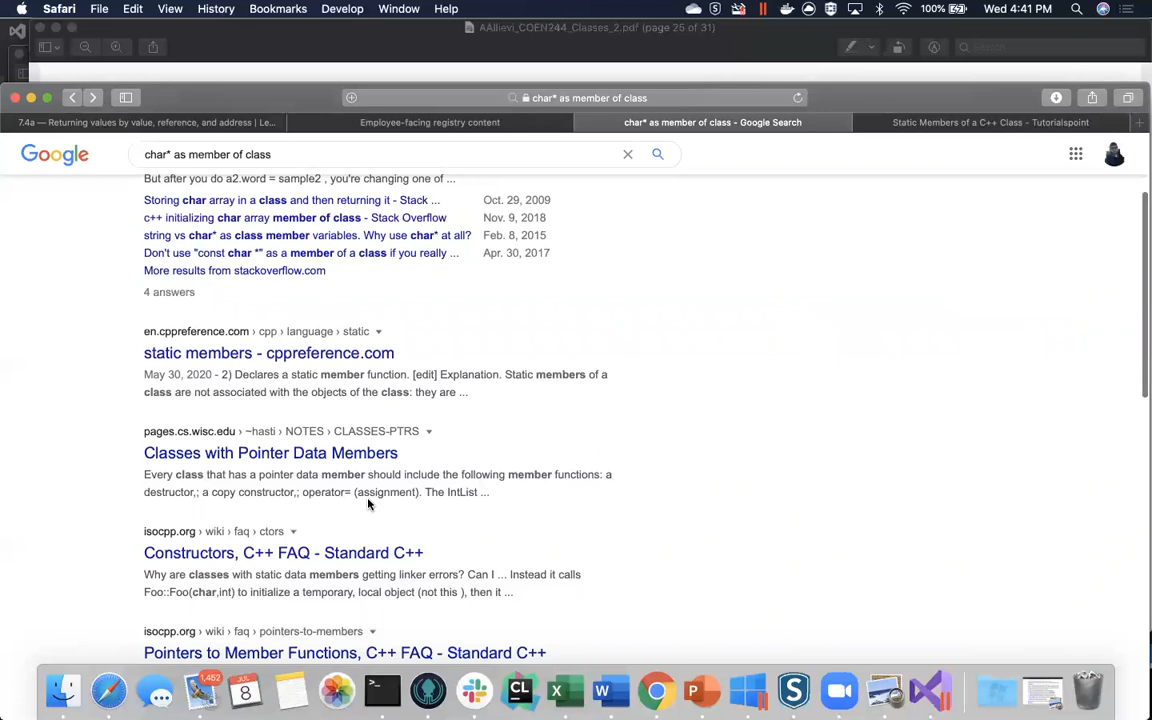 Safari File Edit View History Bookmarks Develop Window Help 100% Wed 4:41 PM
AAllievi_COEN244_Classes_2.pdf (page 25 of 31)
Search
char* as member of class
7.4a — Returning values by value, reference, and address | Le...
Employee-facing registry content
char* as member of class - Google Search
Static Members of a C++ Class - Tutorialspoint
Google
char* as member of class
But after you do a2.word = sample2 , you're changing one of ...
Storing char array in a class and then returning it - Stack ... Oct. 29, 2009
c++ initializing char array member of class - Stack Overflow Nov. 9, 2018
string vs char* as class member variables. Why use char* at all? Feb. 8, 2015
Don't use "const char *" as a member of a class if you really ... Apr. 30, 2017
More results from stackoverflow.com
4 answers
en.cppreference.com › cpp › language › static
static members - cppreference.com
May 30, 2020 - 2) Declares a static member function. [edit] Explanation. Static members of a
class are not associated with the objects of the class: they are ...
pages.cs.wisc.edu › ~hasti › NOTES › CLASSES-PTRS
Classes with Pointer Data Members
Every class that has a pointer data member should include the following member functions: a
destructor,; a copy constructor,; operator= (assignment). The IntList ...
isocpp.org › wiki › faq › ctors
Constructors, C++ FAQ - Standard C++
Why are classes with static data members getting linker errors? Can I ... Instead it calls
Foo::Foo(char,int) to initialize a temporary, local object (not this ), then it ...
isocpp.org › wiki › faq › pointers-to-members
Pointers to Member Functions, C++ FAQ - Standard C++
1,452
JUL
8